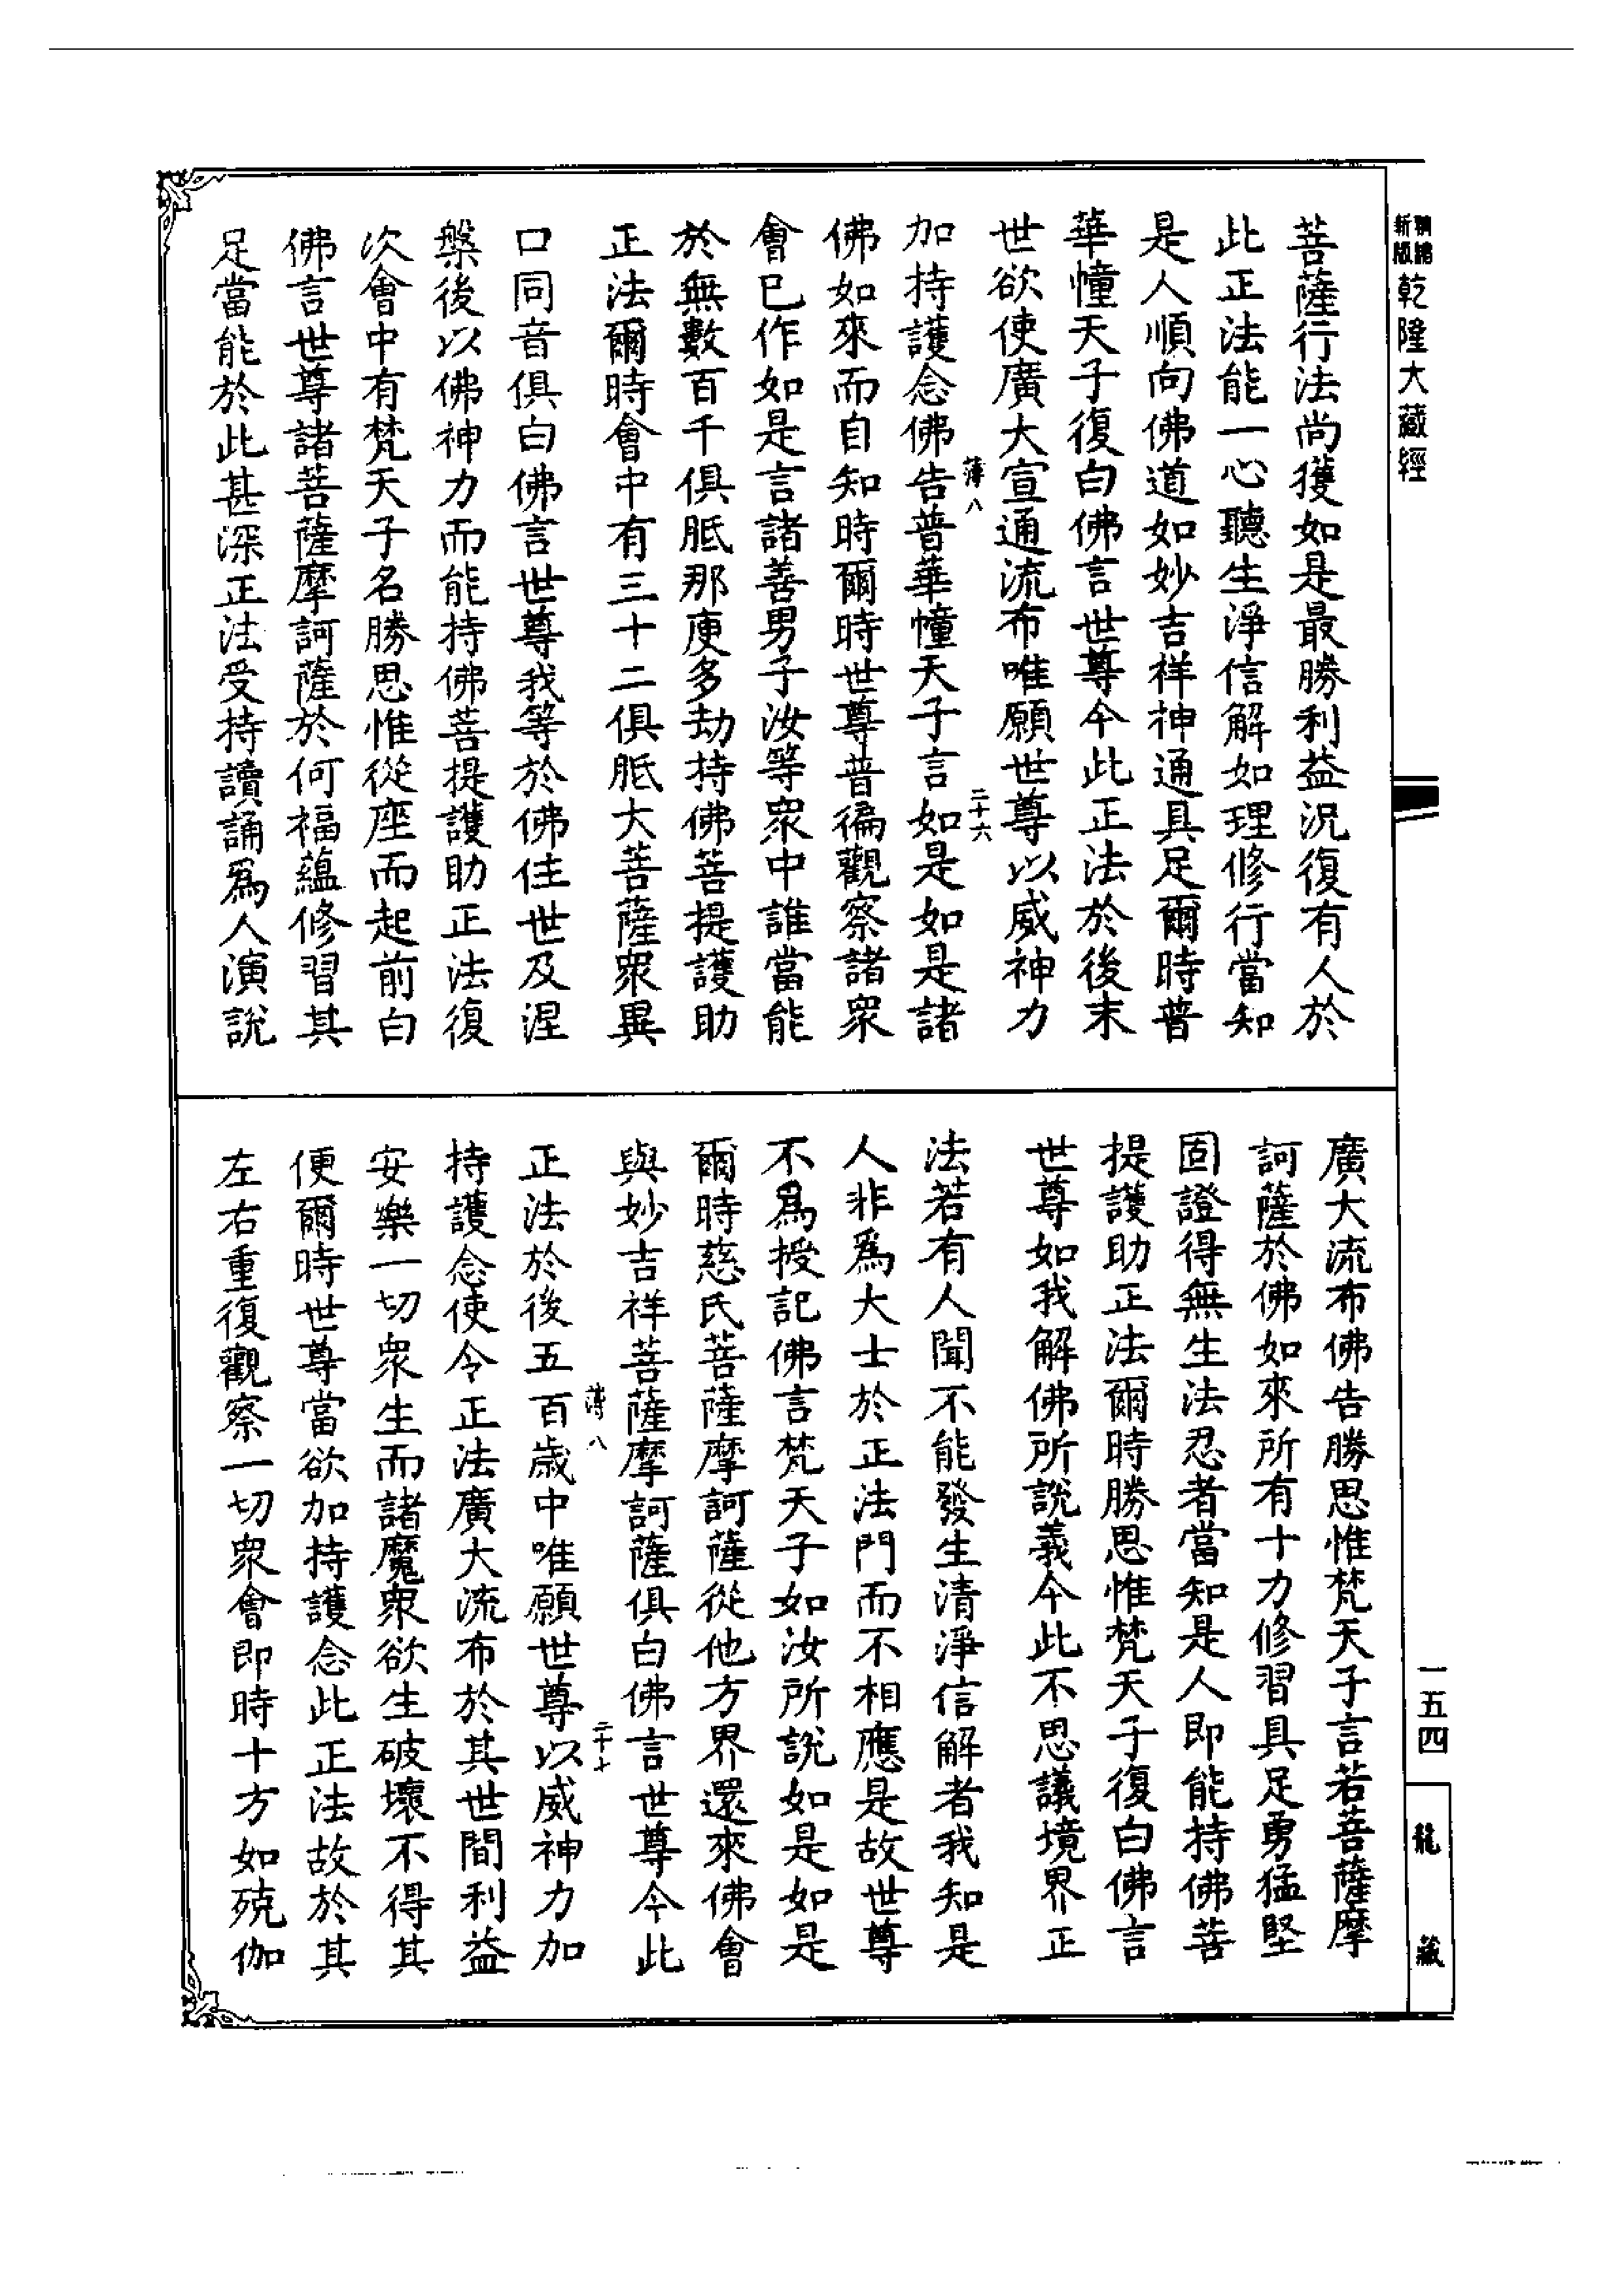 新版
乾隆大藏經
菩薩行法尚獲如是最勝利益況復有人於
此正法能一心聽生淨信解如理修行當知
是人順向佛道如妙吉祥神通具足爾時普
華幢天子復白佛言世尊今此正法於後末
世欲使廣大宣通流布唯願世尊以威神力
薄八
二十六
加持護念佛告普華幢天子言如是如是諸
佛如來而自知時爾時世尊普徧觀察諸眾
會已作如是言諸善男子汝等眾中誰當能
於無數百千俱胝那庾多劫持佛菩提護助
正法爾時會中有三十二俱胝大菩薩眾異
口同音俱白佛言世尊我等於佛住世及涅
槃後以佛神力而能持佛菩提護助正法復
次會中有梵天子名勝思惟從座而起前白
佛言世尊諸菩薩摩訶薩於何福蘊修習其
足當能於此甚深正法受持讀誦爲人演說
廣大流布佛告勝思惟梵天子言若菩薩摩
訶薩於佛如來所有十力修習具足勇猛堅
固證得無生法忍者當知是人即能持佛菩
提護助正法爾時勝思惟梵天子復白佛言
世尊如我解佛所說義今此不思議境界正
法若有人聞不能發生清淨信解者我知是
人非爲大士於正法門而不相應是故世尊
不爲授記佛言梵天子如汝所說如是如是
爾時慈氏菩薩摩訶薩從他方界還來佛會
與妙吉祥菩薩摩訶薩俱白佛言世尊今此
薄八
二十七
正法於後五百歲中唯願世尊以威神力加
持護念使令正法廣大流布於其世間利益
安樂一切眾生而諸魔眾欲生破壞不得其
便爾時世尊當欲加持護念此正法故於其
左右重復觀察一切眾會即時十方如殑伽
一五四
龍藏